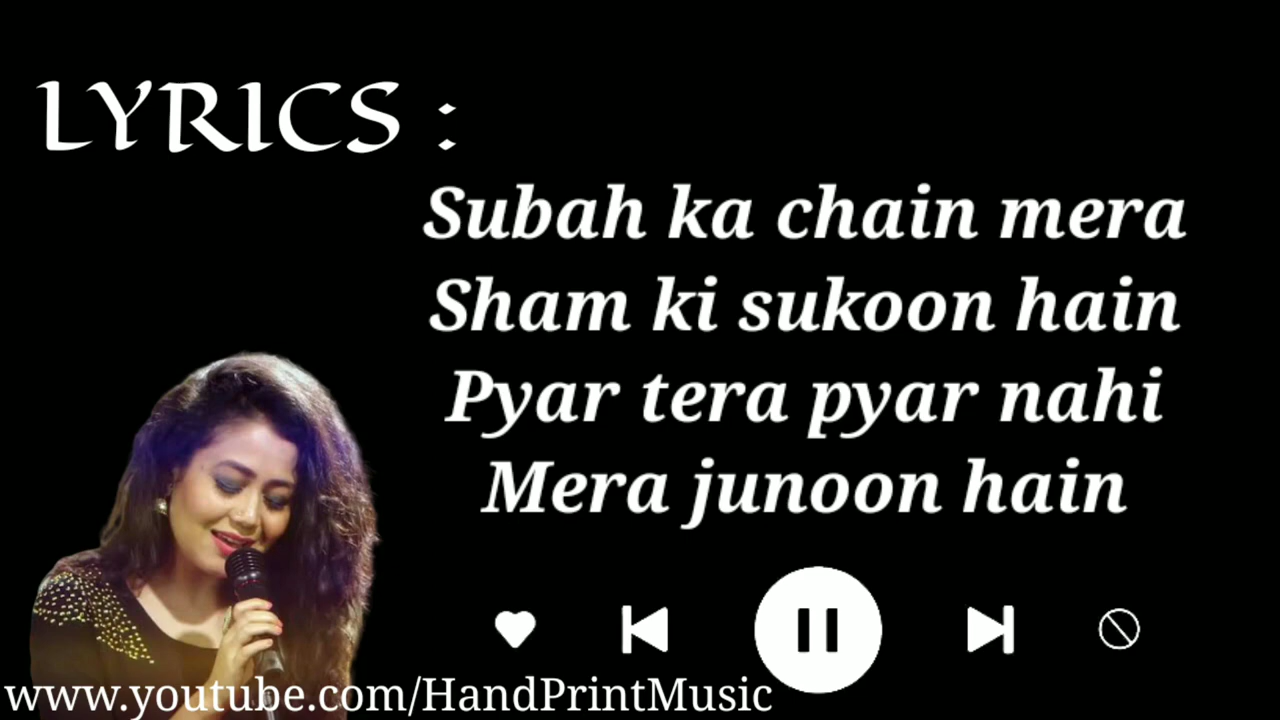 LYRICS :
Subah ka chain mera
Sham ki sukoon hain
Pyar tera pyar nahi
Mera junoon hain
www.youtube.com/HandPrintMusic